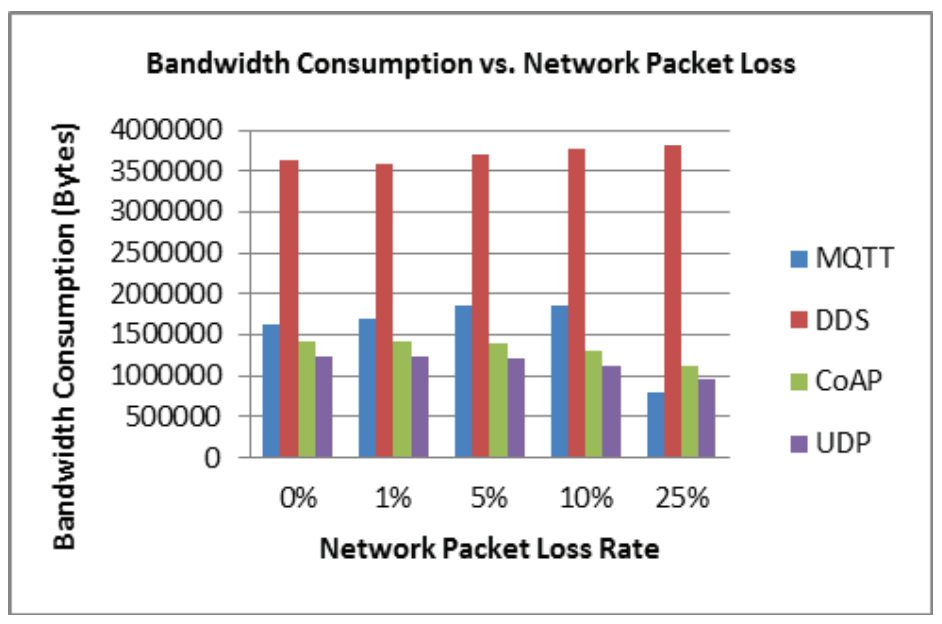 Bandwidth Consumption vs. Network Packet Loss
Bandwidth Consumption (Bytes)
4000000
3500000
3000000
2500000
2000000
1500000
1000000
500000
0
0% 1% 5% 10% 25%
Network Packet Loss Rate
MQTT
DDS
CoAP
UDP